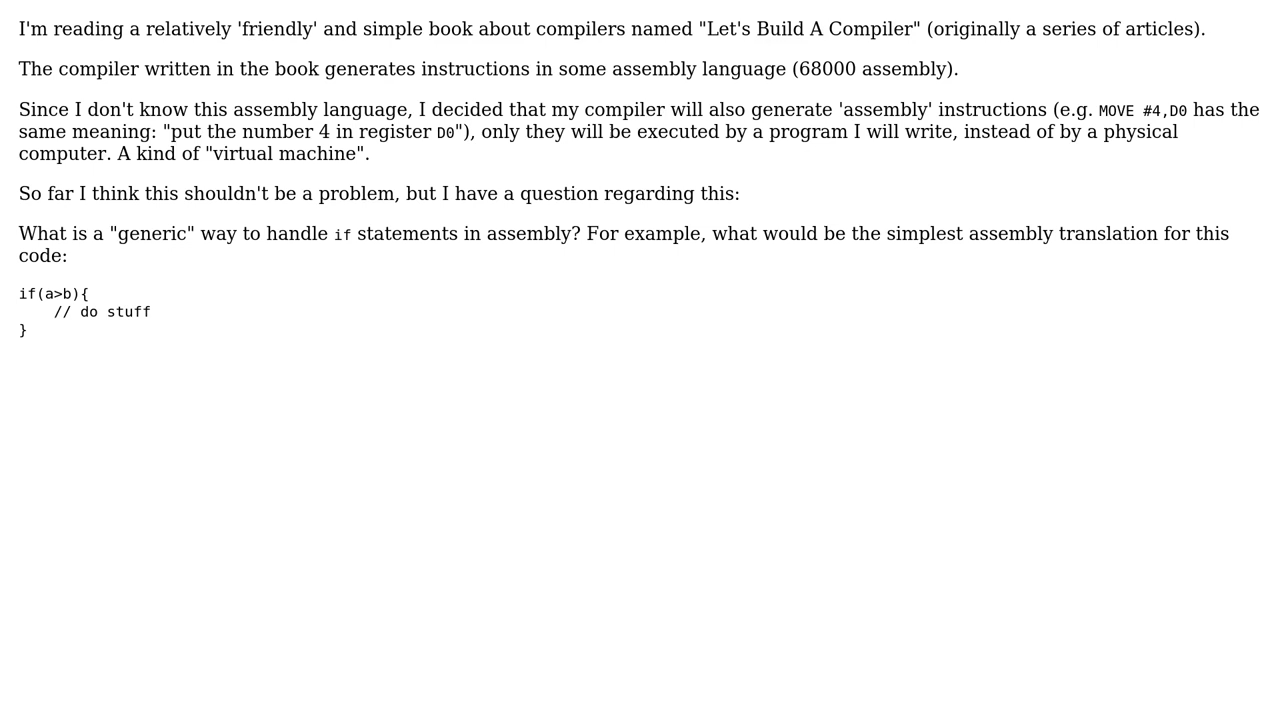 I'm reading a relatively 'friendly' and simple book about compilers named "Let's Build A Compiler" (originally a series of articles).
The compiler written in the book generates instructions in some assembly language (68000 assembly).
Since I don't know this assembly language, I decided that my compiler will also generate 'assembly' instructions (e.g. MOVE #4,D0 has the
same meaning: "put the number 4 in register D0"), only they will be executed by a program I will write, instead of by a physical
computer. A kind of "virtual machine".
So far I think this shouldn't be a problem, but I have a question regarding this:
What is a "generic" way to handle if statements in assembly? For example, what would be the simplest assembly translation for this
code:
if(a>b){
    // do stuff
}